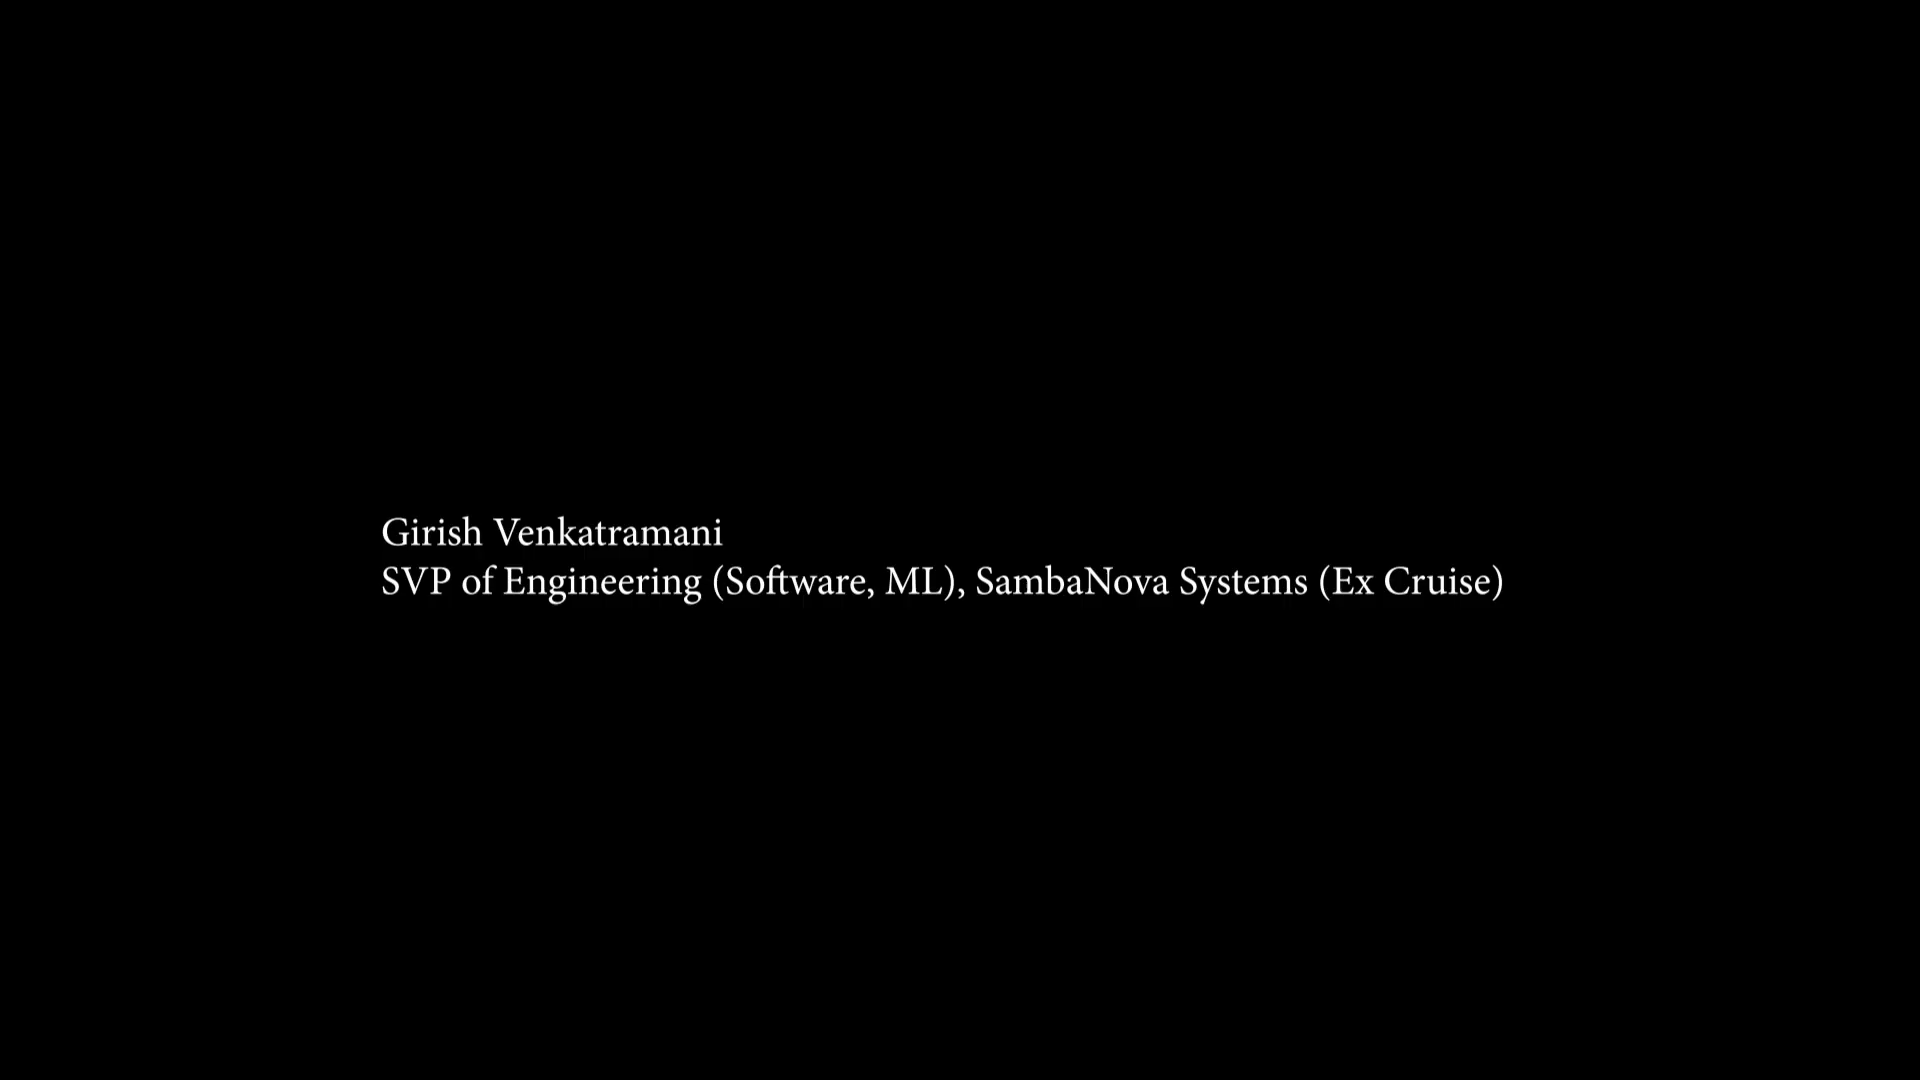 Girish Venkatramani
SVP of Engineering (Software, ML), SambaNova Systems (Ex Cruise)